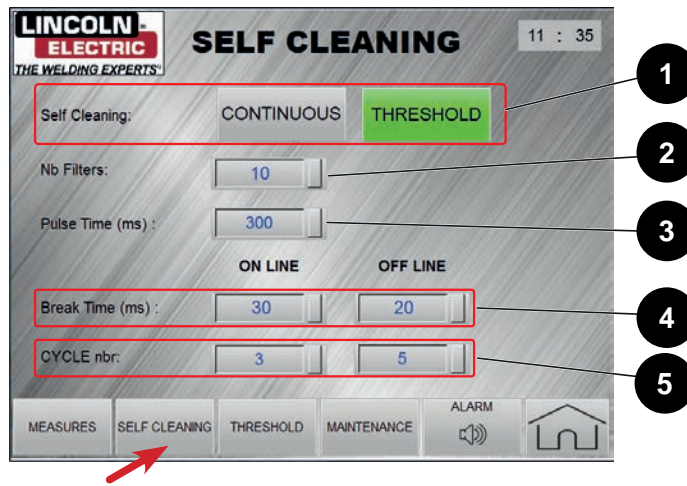 LINCOLN
ELECTRIC
THE WELDING EXPERTS®
SELF CLEANING
11 : 35
Self Cleaning: CONTINUOUS THRESHOLD
1
Nb Filters: 10
2
Pulse Time (ms) : 300
3
ON LINE OFF LINE
Break Time (ms) : 30 20
4
CYCLE nbr: 3 5
5
MEASURES SELF CLEANING THRESHOLD MAINTENANCE ALARM